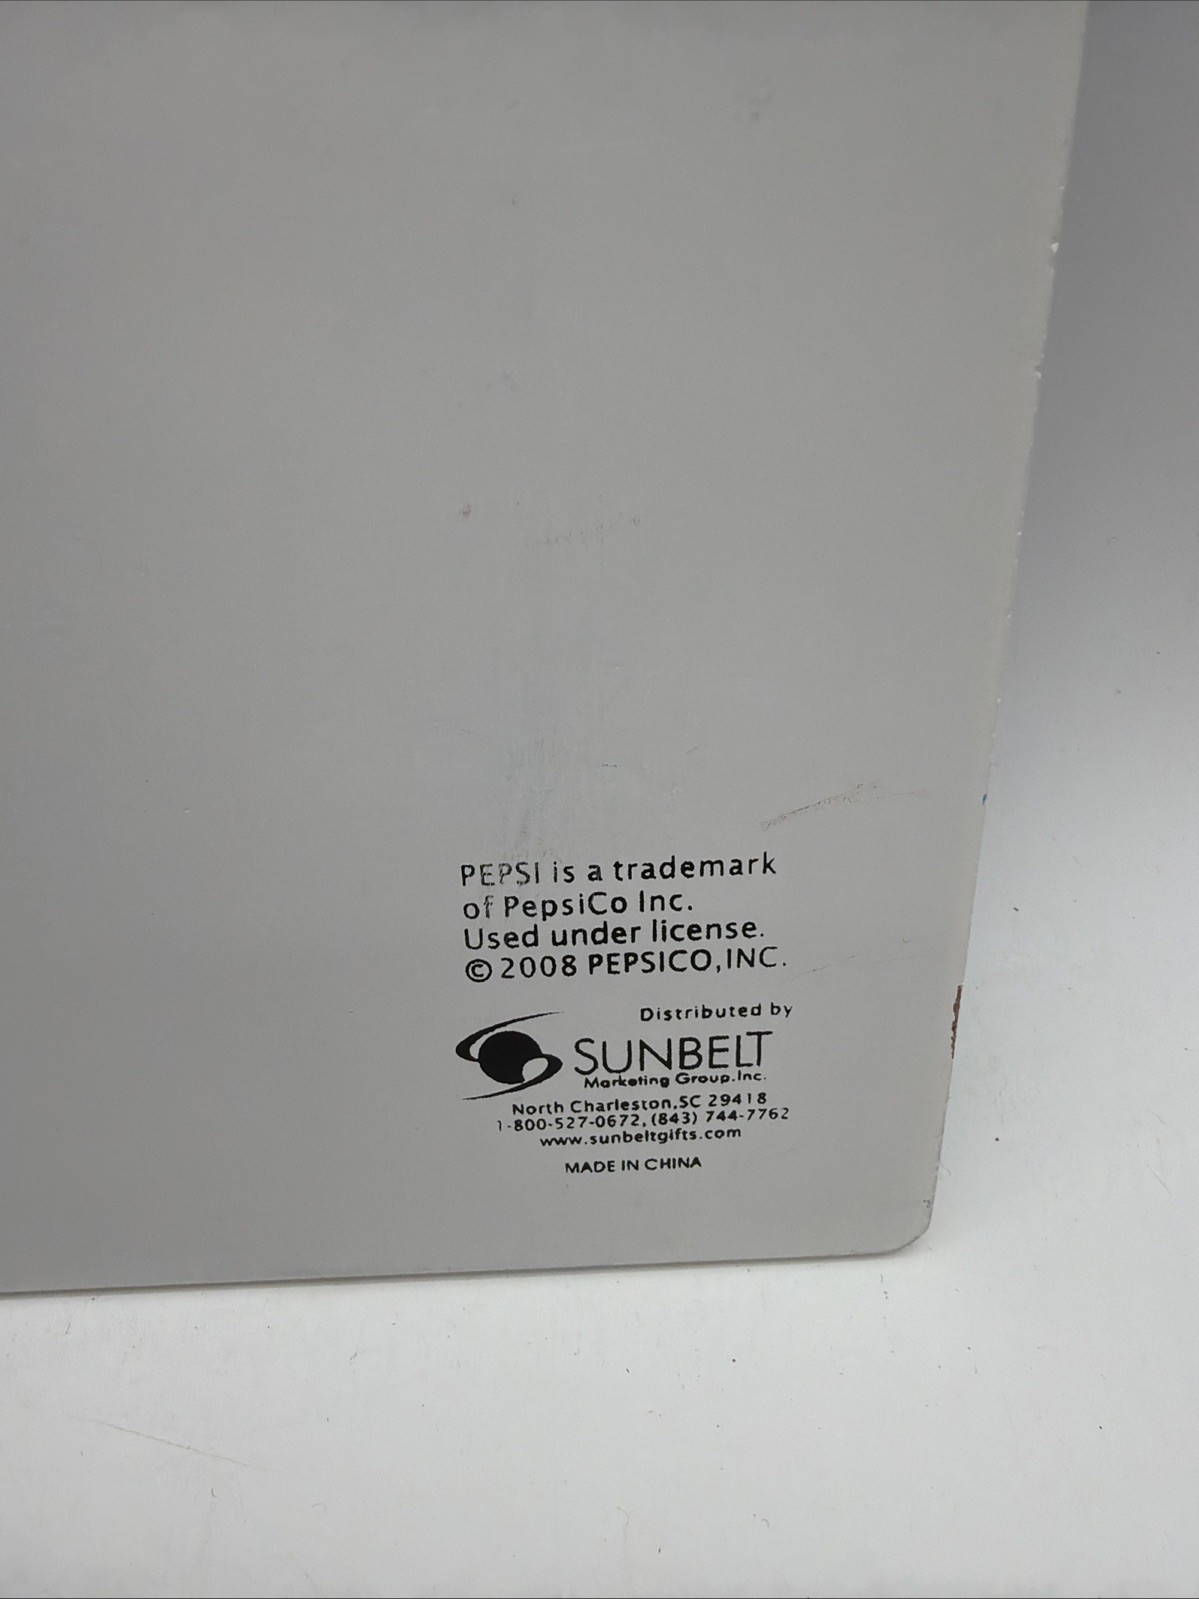 PEPSI is a trademark
of PepsiCo Inc.
Used under license.
© 2008 PEPSICO,INC.
Distributed by
SUNBELT
Marketing Group.Inc.
North Charleston,SC 29418
1-800-527-0672, (843) 744-7762
www.sunbeltgifts.com
MADE IN CHINA